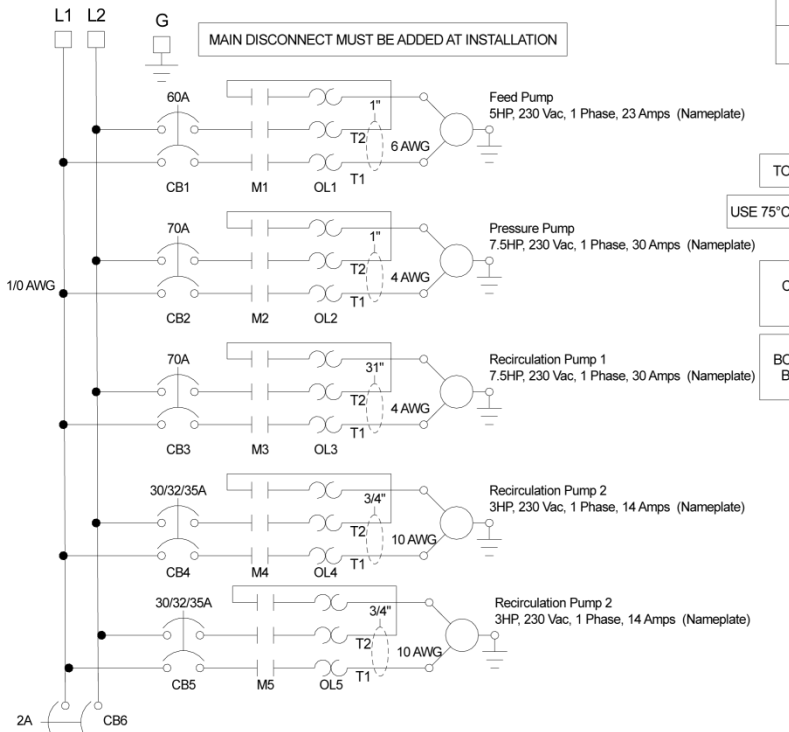 L1 L2 G
MAIN DISCONNECT MUST BE ADDED AT INSTALLATION
60A
1"
Feed Pump
5HP, 230 Vac, 1 Phase, 23 Amps (Nameplate)
T2
6 AWG
T1
CB1 M1 OL1
TO
USE 75°C
70A
1"
Pressure Pump
7.5HP, 230 Vac, 1 Phase, 30 Amps (Nameplate)
T2
4 AWG
1/0 AWG
T1
CB2 M2 OL2
C
70A
31"
Recirculation Pump 1
7.5HP, 230 Vac, 1 Phase, 30 Amps (Nameplate)
BO
B
T2
4 AWG
T1
CB3 M3 OL3
30/32/35A
3/4"
Recirculation Pump 2
3HP, 230 Vac, 1 Phase, 14 Amps (Nameplate)
T2
10 AWG
T1
CB4 M4 OL4
30/32/35A
3/4"
Recirculation Pump 2
3HP, 230 Vac, 1 Phase, 14 Amps (Nameplate)
T2
10 AWG
T1
CB5 M5 OL5
2A CB6